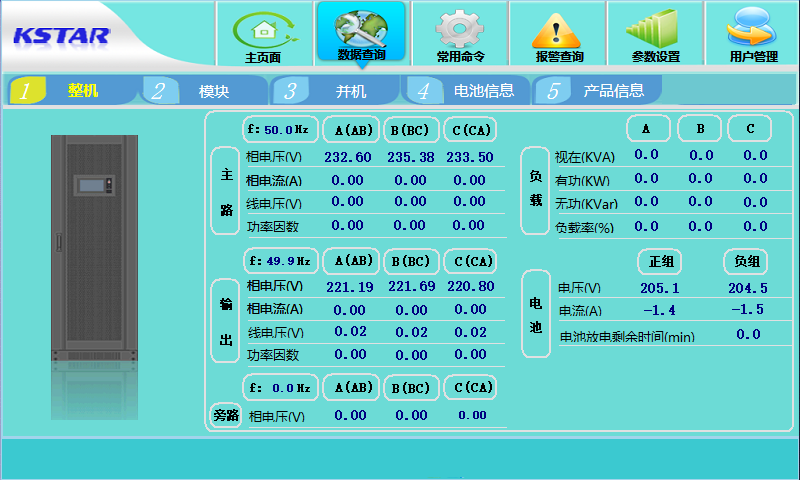 KSTAR
主页面 数据查询 常用命令 报警查询 参数设置 用户管理
1 整机 2 模块 3 并机 4 电池信息 5 产品信息
主路
f: 50.0Hz A(AB) B(BC) C(CA)
相电压(V) 232.60 235.38 233.50
相电流(A) 0.00 0.00 0.00
线电压(V) 0.00 0.00 0.00
功率因数 0.00 0.00 0.00
输出
f: 49.9Hz A(AB) B(BC) C(CA)
相电压(V) 221.19 221.69 220.80
相电流(A) 0.00 0.00 0.00
线电压(V) 0.02 0.02 0.02
功率因数 0.00 0.00 0.00
旁路
f: 0.0Hz A(AB) B(BC) C(CA)
相电压(V) 0.00 0.00 0.00
负载
A B C
视在(KVA) 0.0 0.0 0.0
有功(KW) 0.0 0.0 0.0
无功(KVar) 0.0 0.0 0.0
负载率(%) 0.0 0.0 0.0
电池
正组 负组
电压(V) 205.1 204.5
电流(A) -1.4 -1.5
电池放电剩余时间(min) 0.0